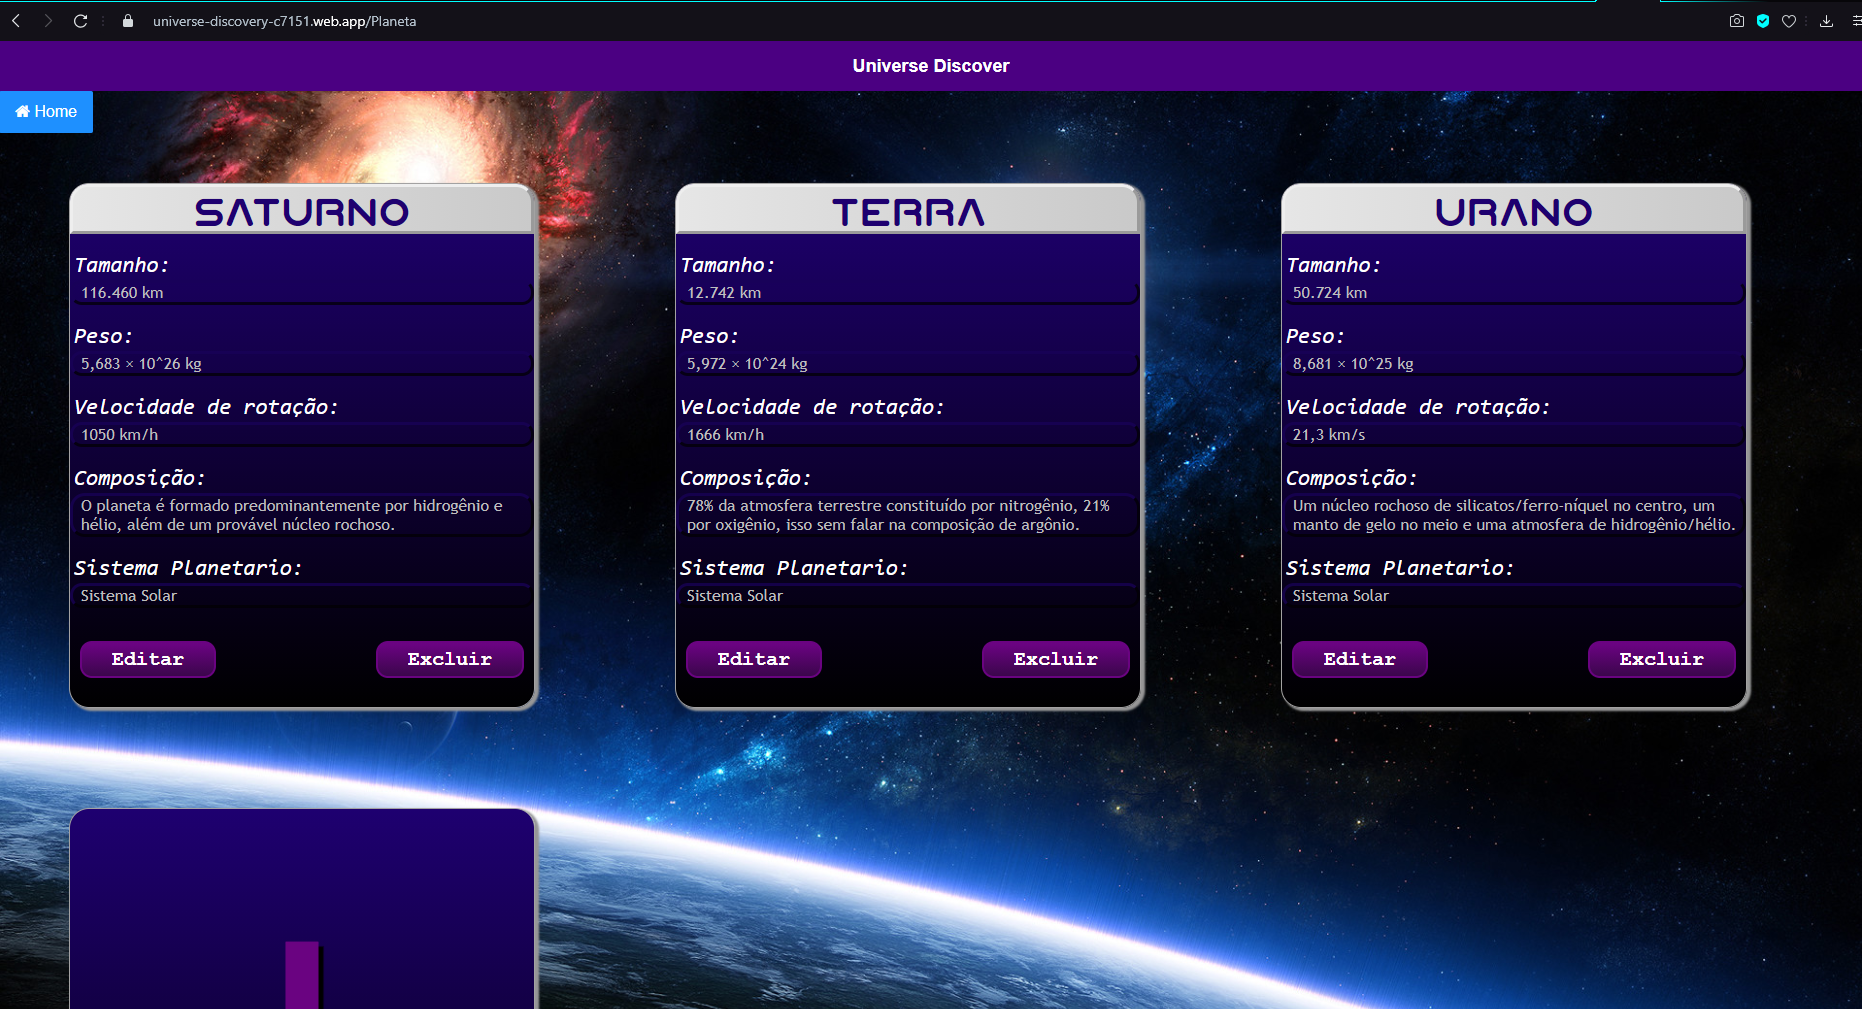 universe-discovery-c7151.web.app/Planeta
Universe Discover
Home
SATURNO
Tamanho:
116.460 km
Peso:
5,683 × 10^26 kg
Velocidade de rotação:
1050 km/h
Composição:
O planeta é formado predominantemente por hidrogênio e
hélio, além de um provável núcleo rochoso.
Sistema Planetario:
Sistema Solar
Editar
Excluir
TERRA
Tamanho:
12.742 km
Peso:
5,972 × 10^24 kg
Velocidade de rotação:
1666 km/h
Composição:
78% da atmosfera terrestre constituído por nitrogênio, 21%
por oxigênio, isso sem falar na composição de argônio.
Sistema Planetario:
Sistema Solar
Editar
Excluir
URANO
Tamanho:
50.724 km
Peso:
8,681 × 10^25 kg
Velocidade de rotação:
21,3 km/s
Composição:
Um núcleo rochoso de silicatos/ferro-níquel no centro, um
manto de gelo no meio e uma atmosfera de hidrogênio/hélio.
Sistema Planetario:
Sistema Solar
Editar
Excluir